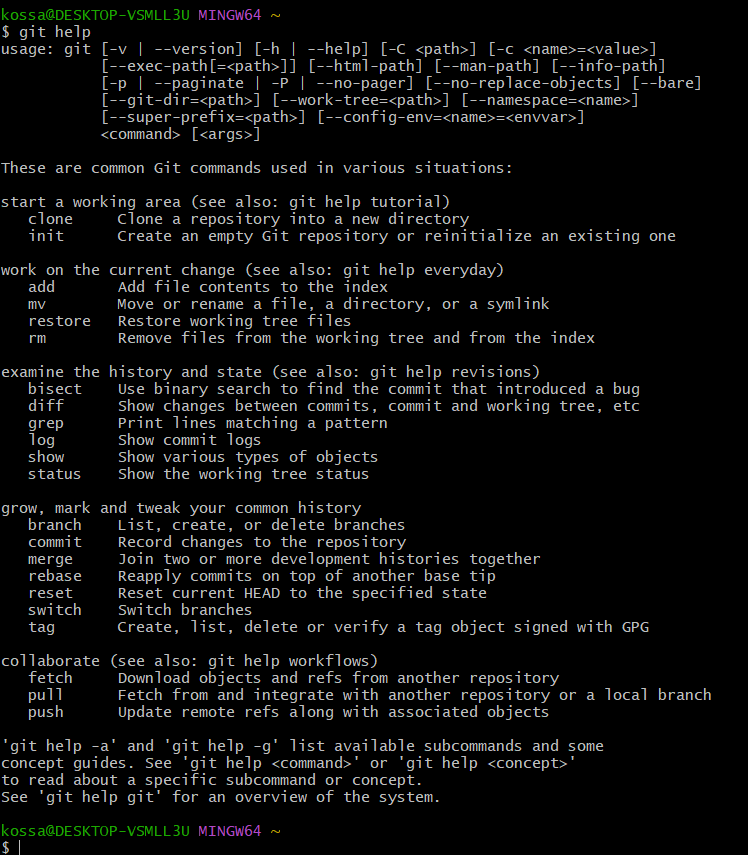 kossa@DESKTOP-VSMLL3U MINGW64 ~
$ git help
usage: git [-v | --version] [-h | --help] [-C <path>] [-c <name>=<value>]
           [--exec-path[=<path>]] [--html-path] [--man-path] [--info-path]
           [-p | --paginate | -P | --no-pager] [--no-replace-objects] [--bare]
           [--git-dir=<path>] [--work-tree=<path>] [--namespace=<name>]
           [--super-prefix=<path>] [--config-env=<name>=<envvar>]
           <command> [<args>]

These are common Git commands used in various situations:

start a working area (see also: git help tutorial)
   clone     Clone a repository into a new directory
   init      Create an empty Git repository or reinitialize an existing one

work on the current change (see also: git help everyday)
   add       Add file contents to the index
   mv        Move or rename a file, a directory, or a symlink
   restore   Restore working tree files
   rm        Remove files from the working tree and from the index

examine the history and state (see also: git help revisions)
   bisect    Use binary search to find the commit that introduced a bug
   diff      Show changes between commits, commit and working tree, etc
   grep      Print lines matching a pattern
   log       Show commit logs
   show      Show various types of objects
   status    Show the working tree status

grow, mark and tweak your common history
   branch    List, create, or delete branches
   commit    Record changes to the repository
   merge     Join two or more development histories together
   rebase    Reapply commits on top of another base tip
   reset     Reset current HEAD to the specified state
   switch    Switch branches
   tag       Create, list, delete or verify a tag object signed with GPG

collaborate (see also: git help workflows)
   fetch     Download objects and refs from another repository
   pull      Fetch from and integrate with another repository or a local branch
   push      Update remote refs along with associated objects

'git help -a' and 'git help -g' list available subcommands and some
concept guides. See 'git help <command>' or 'git help <concept>'
to read about a specific subcommand or concept.
See 'git help git' for an overview of the system.

kossa@DESKTOP-VSMLL3U MINGW64 ~
$